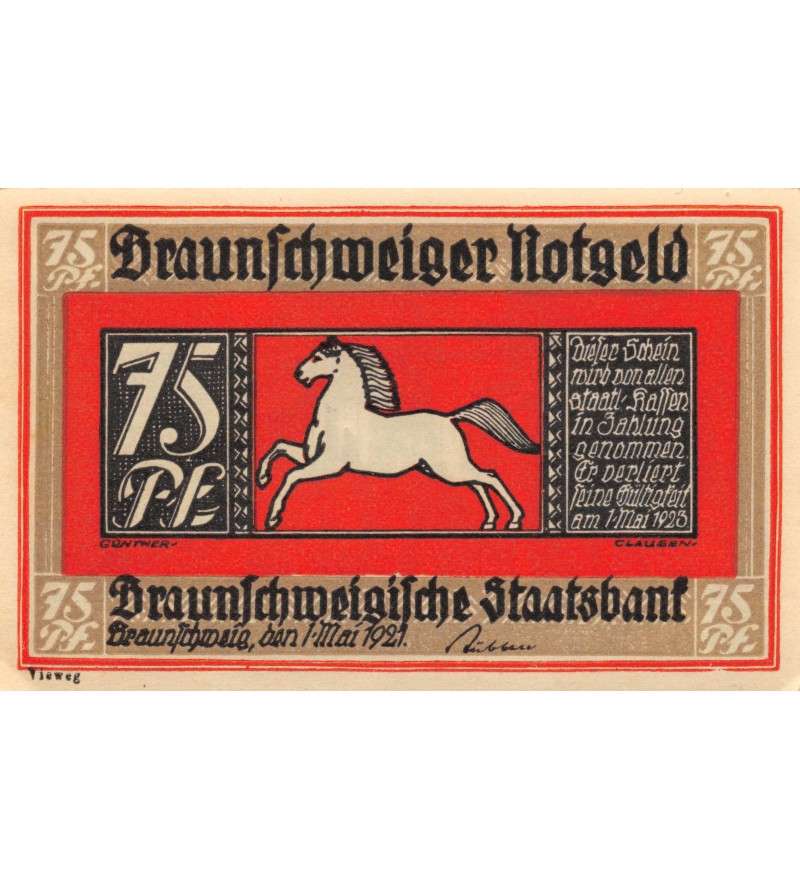 75 Pf.
Braunſchweiger Notgeld
75 Pf.
75
Pf.
Dieſer Schein
wird von allen
staatl. Kaſſen
in Zahlung
genommen.
Er verliert
ſeine Gültigkeit
am 1. Mai 1923
GÜNTHER-
CLAUSEN-
75 Pf.
Braunſchweigiſche Staatsbank
75 Pf.
Braunſchweig, den 1. Mai 1921.
Vieweg